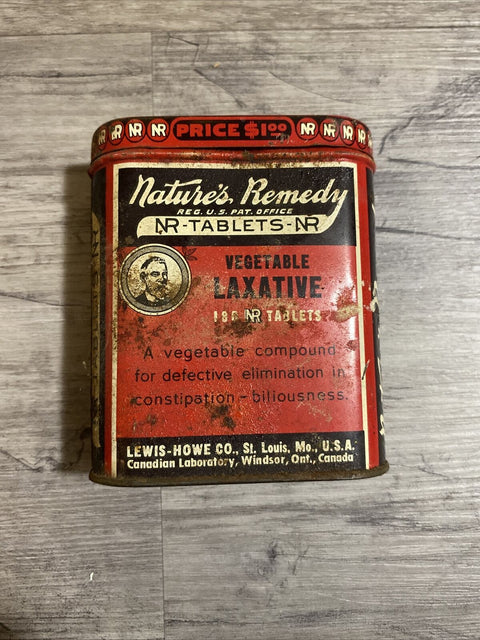 NR NR NR PRICE $1.00 NR NR NR NR
Nature's Remedy
REG. U.S. PAT. OFFICE
NR-TABLETS-NR
VEGETABLE
LAXATIVE
NR TABLETS
A vegetable compound
for defective elimination in
constipation - biliousness.
LEWIS-HOWE CO., St. Louis, Mo., U.S.A.
Canadian Laboratory, Windsor, Ont., Canada